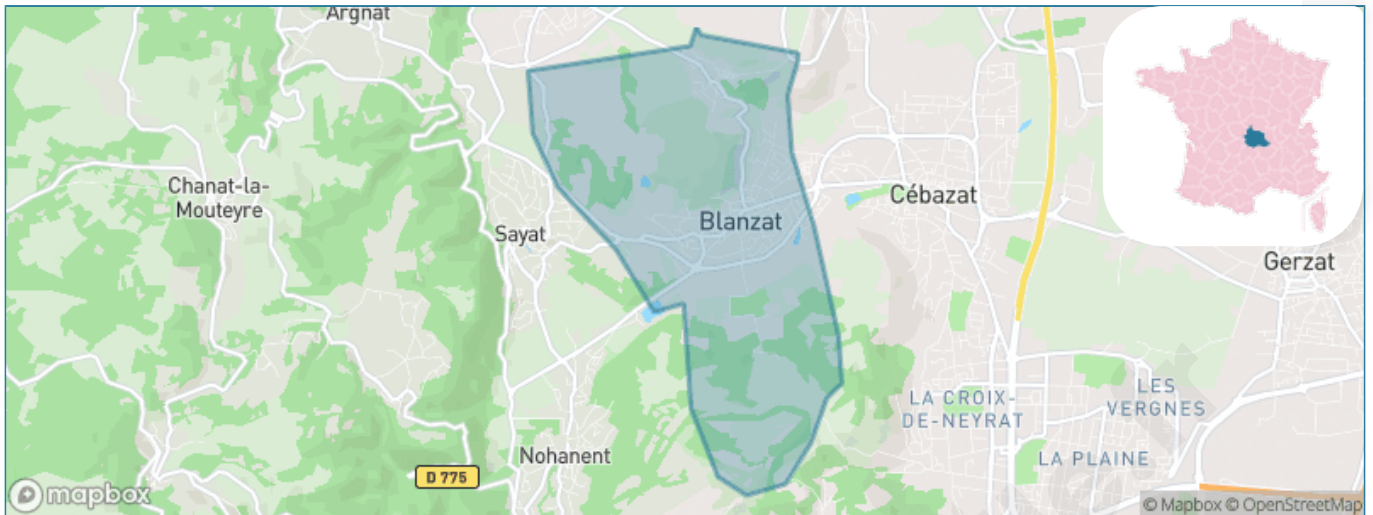 Argnat
Chanat-la-
Mouteyre
Sayat
Blanzat
Cébazat
Gerzat
LA CROIX-
DE-NEYRAT
LES
VERGNES
LA PLAINE
Nohanent
D 775
mapbox
© Mapbox © OpenStreetMap